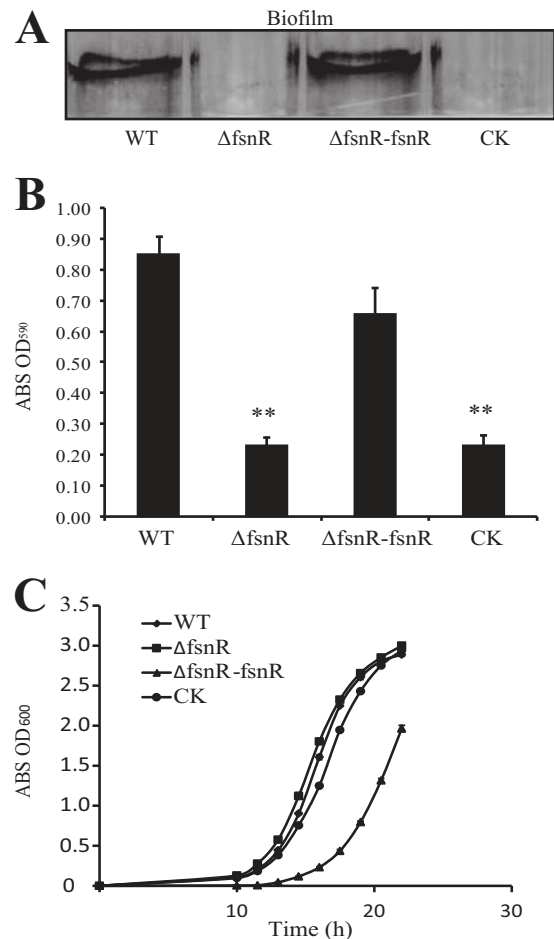 A
Biofilm
WT ΔfsnR ΔfsnR-fsnR CK
B
1.00
0.90
0.80
0.70
0.60
0.50
0.40
0.30
0.20
0.10
0.00
ABS OD590
** **
WT ΔfsnR ΔfsnR-fsnR CK
C
3.5
3.0
2.5
2.0
1.5
1.0
0.5
0
ABS OD600
WT
ΔfsnR
ΔfsnR-fsnR
CK
10 20 30
Time (h)